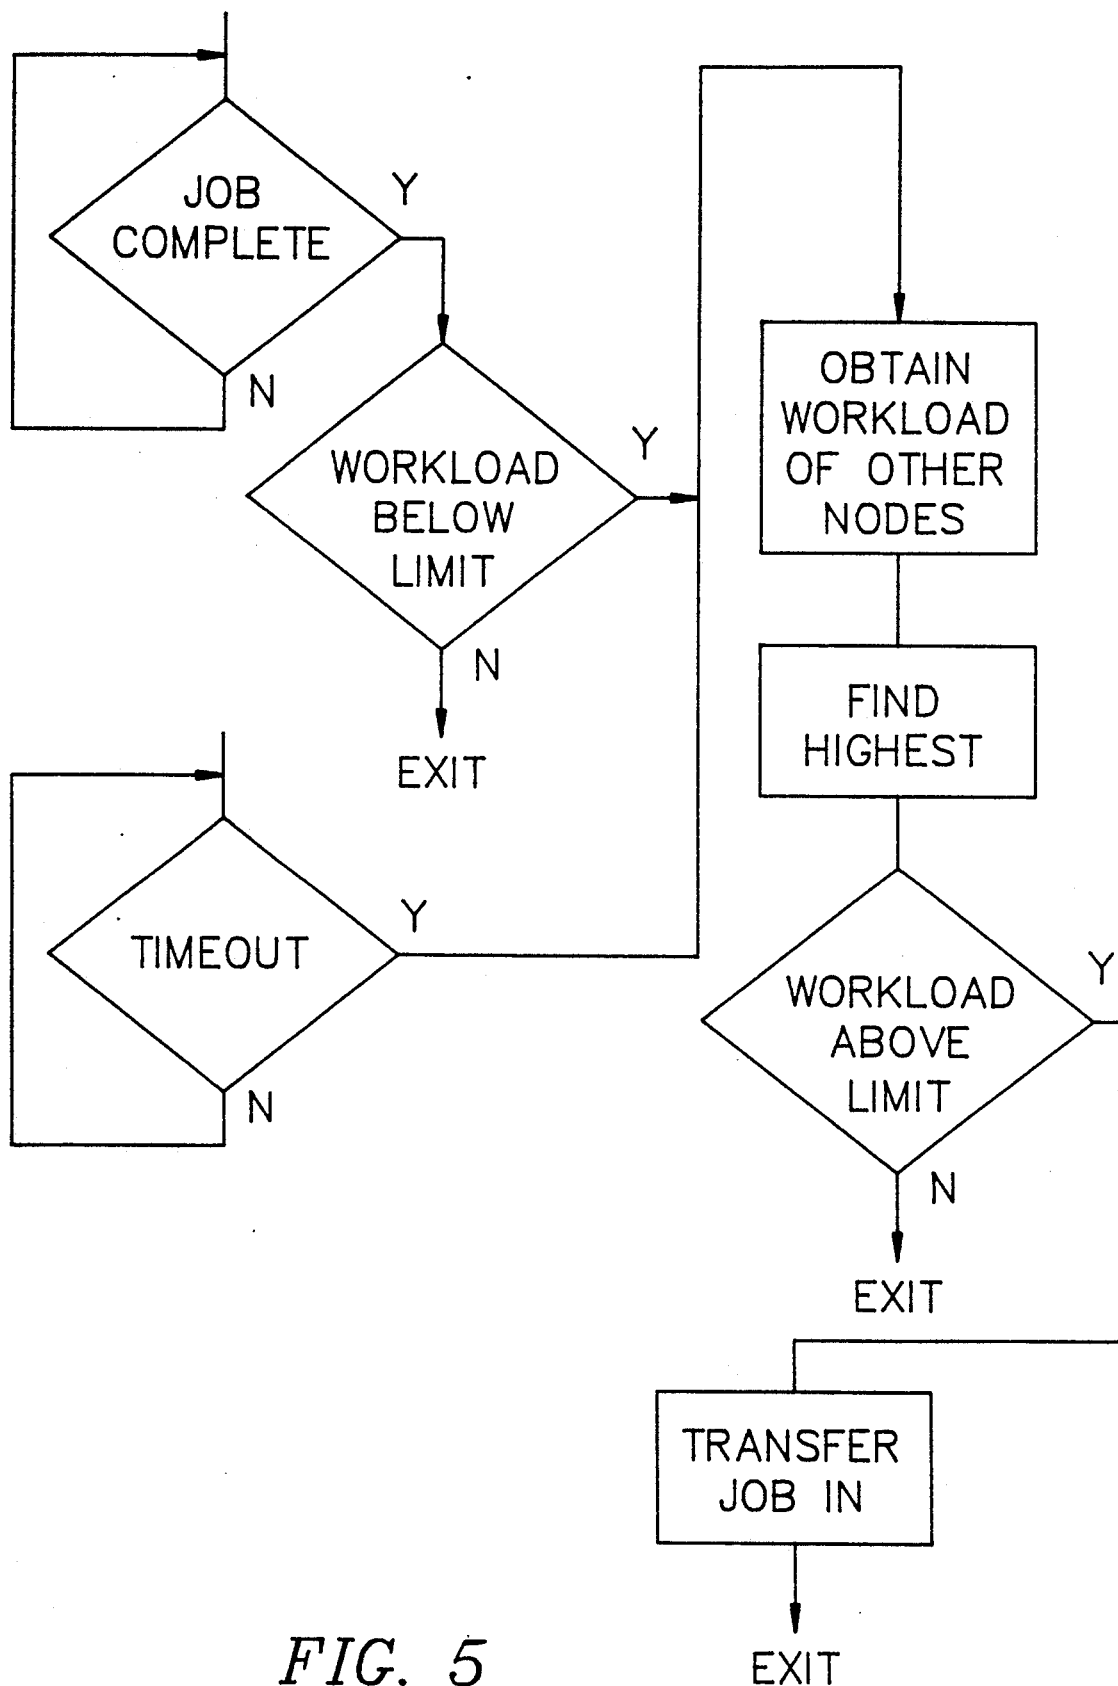 JOB
COMPLETE
Y
N
WORKLOAD
BELOW
LIMIT
Y
N
EXIT
TIMEOUT
Y
N
OBTAIN
WORKLOAD
OF OTHER
NODES
FIND
HIGHEST
WORKLOAD
ABOVE
LIMIT
Y
N
EXIT
TRANSFER
JOB IN
EXIT
FIG. 5